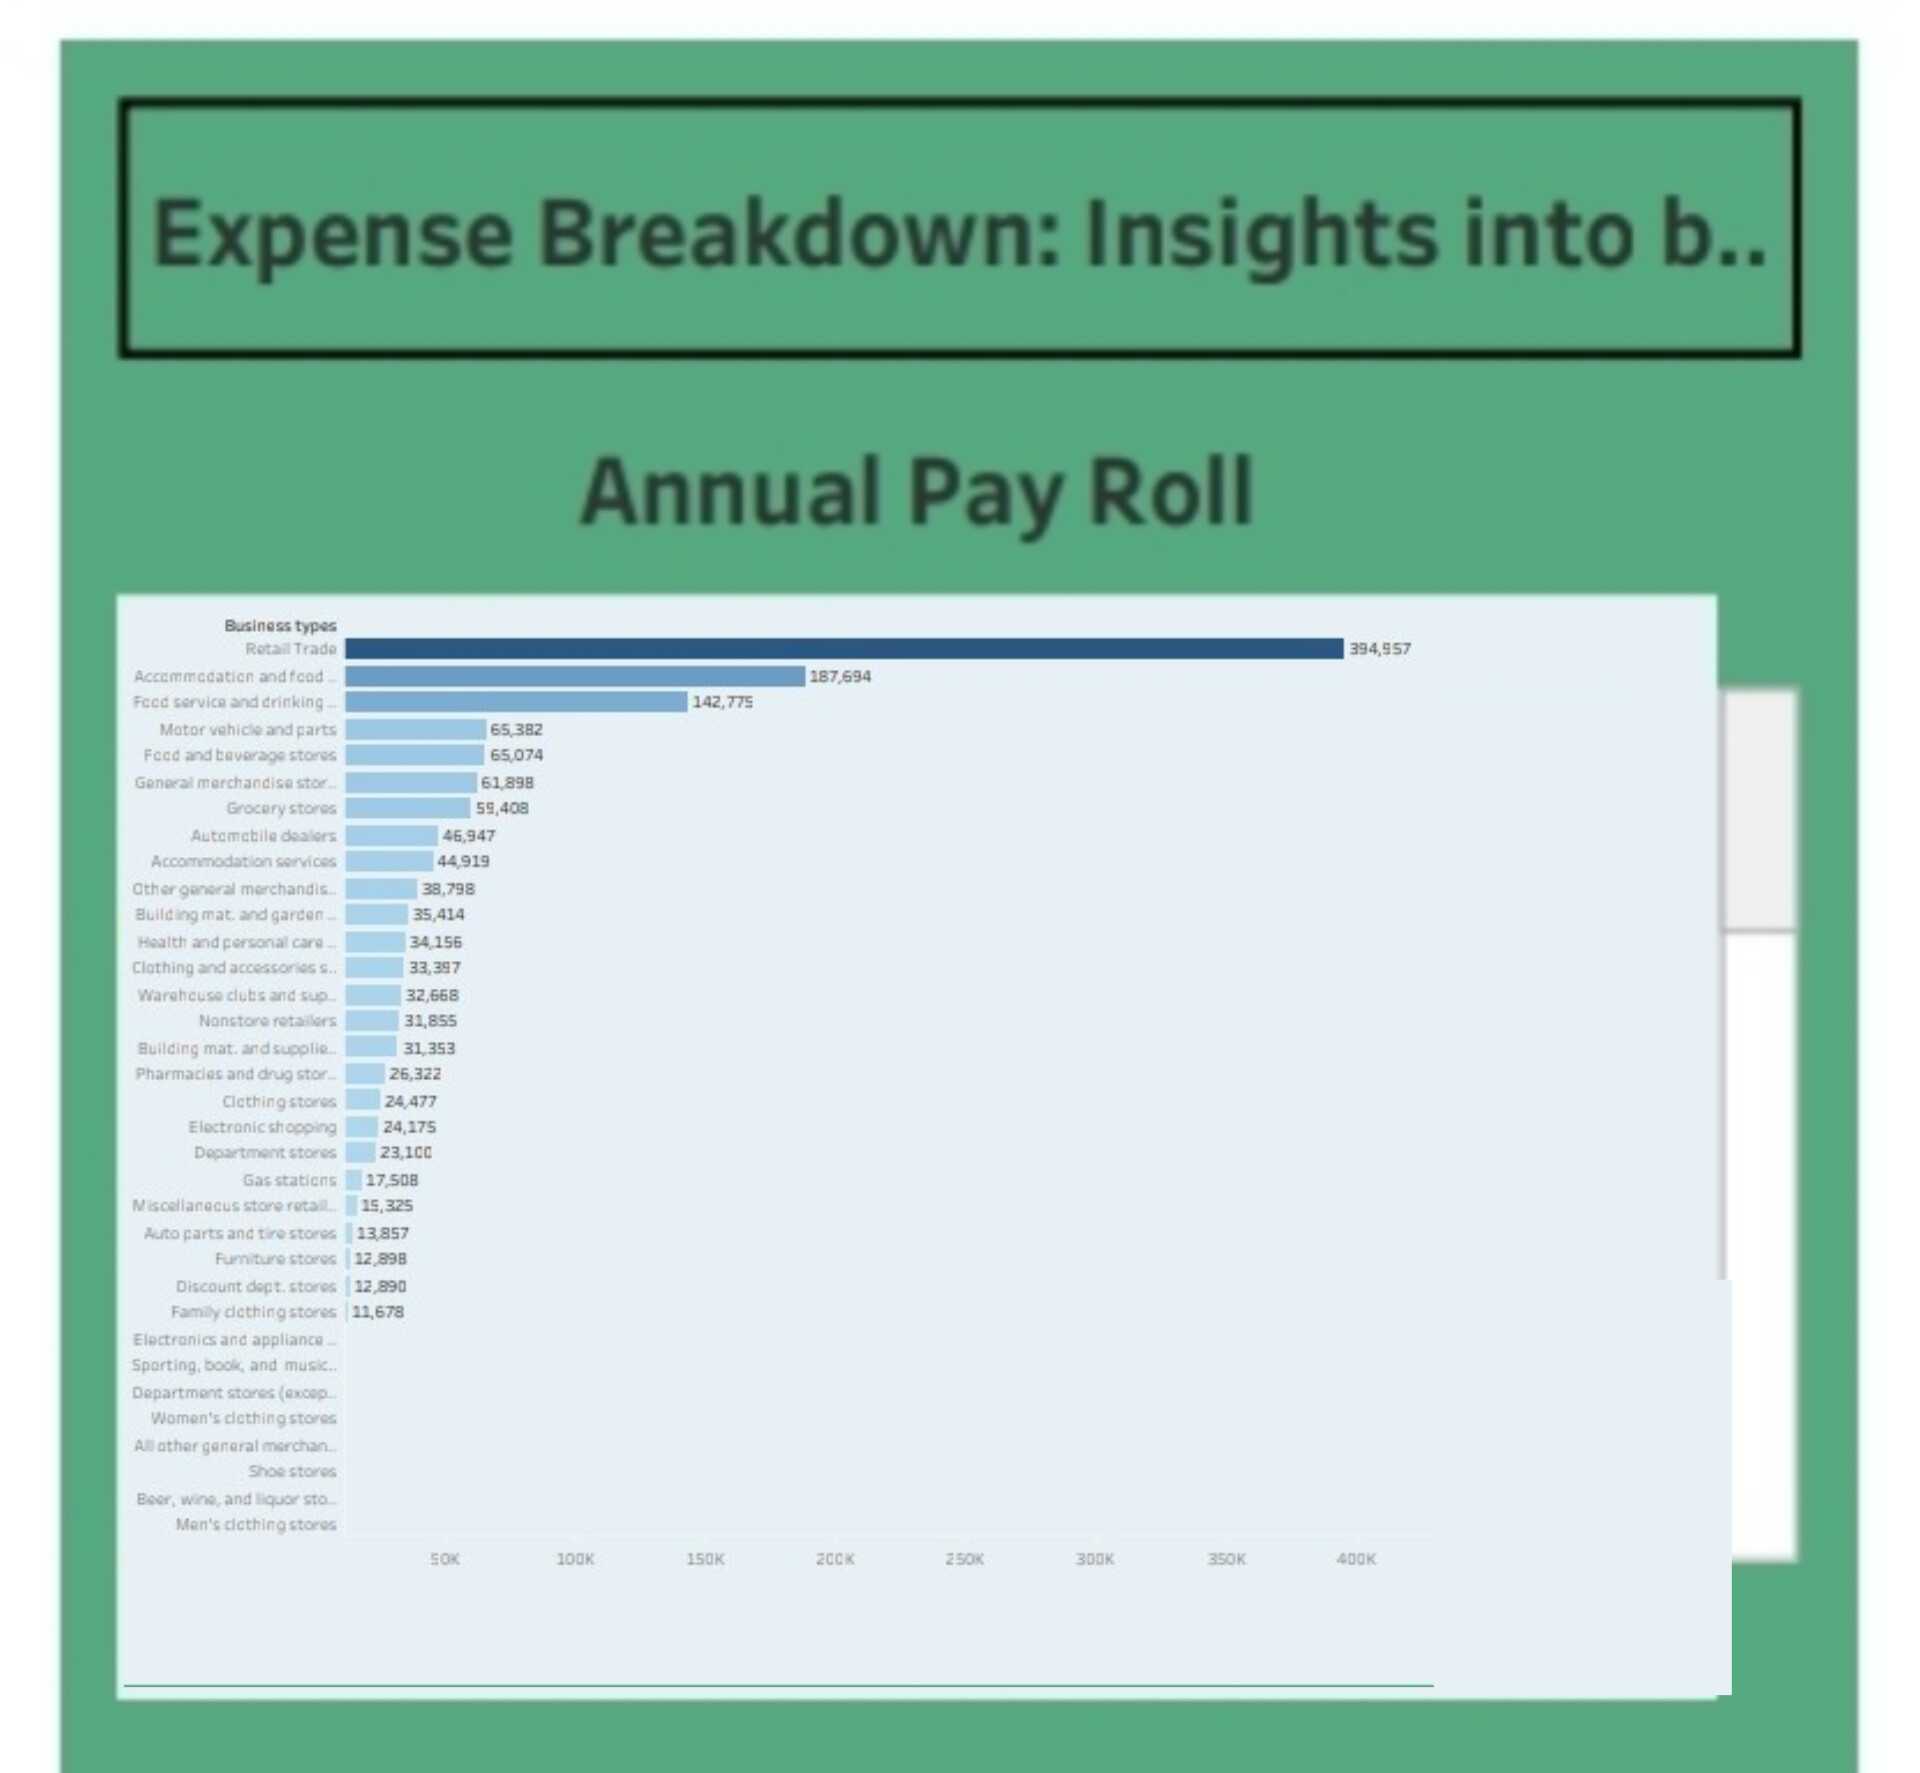 Expense Breakdown: Insights into b..
Annual Pay Roll
Business types
Retail Trade 394,957
Accommodation and food ... 187,694
Food service and drinking ... 142,775
Motor vehicle and parts 65,382
Food and beverage stores 65,074
General merchandise stor... 61,898
Grocery stores 59,408
Automobile dealers 46,947
Accommodation services 44,919
Other general merchandis... 38,798
Building mat. and garden ... 35,414
Health and personal care ... 34,156
Clothing and accessories s... 33,397
Warehouse clubs and sup... 32,668
Nonstore retailers 31,855
Building mat. and supplie... 31,353
Pharmacies and drug stor... 26,322
Clothing stores 24,477
Electronic shopping 24,175
Department stores 23,100
Gas stations 17,508
Miscellaneous store retail... 15,325
Auto parts and tire stores 13,857
Furniture stores 12,898
Discount dept. stores 12,890
Family clothing stores 11,678
Electronics and appliance ...
Sporting, book, and music...
Department stores (excep...
Women's clothing stores
All other general merchan...
Shoe stores
Beer, wine, and liquor sto...
Men's clothing stores
50K 100K 150K 200K 250K 300K 350K 400K